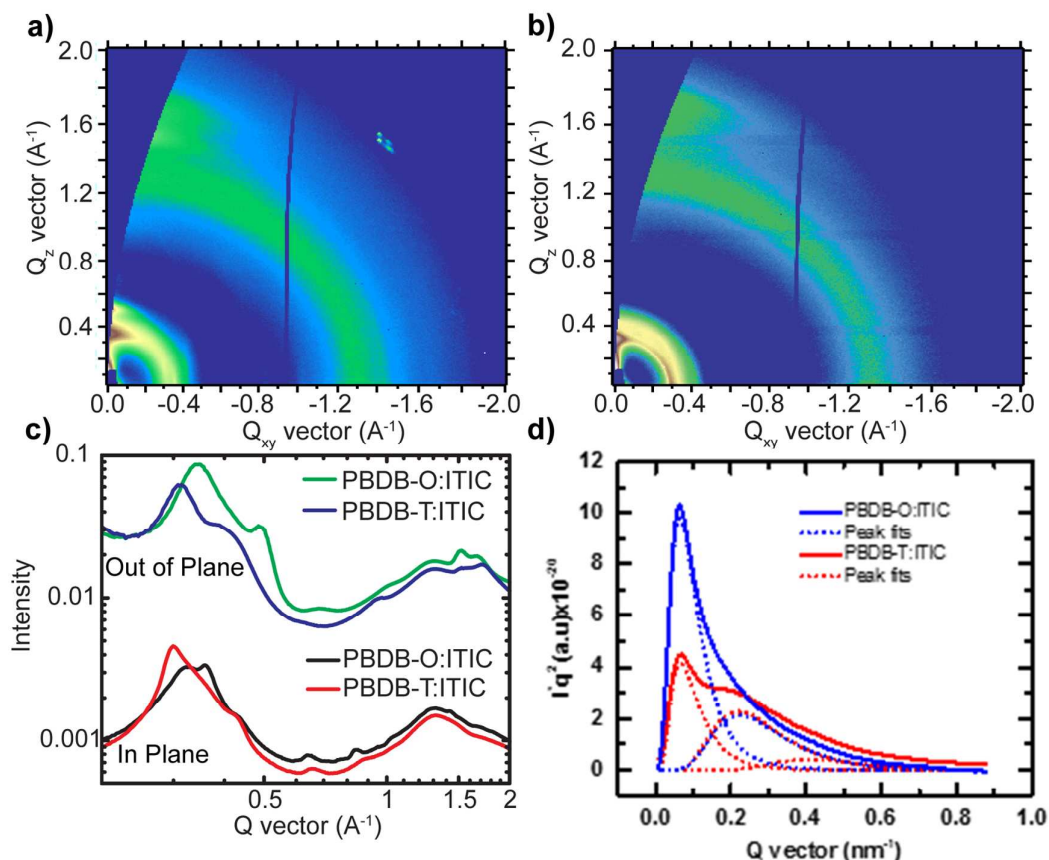 a)
2.0
1.6
1.2
0.8
0.4
Q_z vector (A⁻¹)
0.0 -0.4 -0.8 -1.2 -1.6 -2.0
Q_xy vector (A⁻¹)
b)
2.0
1.6
1.2
0.8
0.4
Q_z vector (A⁻¹)
0.0 -0.4 -0.8 -1.2 -1.6 -2.0
Q_xy vector (A⁻¹)
c)
0.1
0.01
0.001
Intensity
PBDB-O:ITIC
PBDB-T:ITIC
Out of Plane
PBDB-O:ITIC
PBDB-T:ITIC
In Plane
0.5 1 1.5 2
Q vector (A⁻¹)
d)
12
10
8
6
4
2
0
I*q² (a.u)x10⁻²⁰
PBDB-O:ITIC
Peak fits
PBDB-T:ITIC
Peak fits
0.0 0.2 0.4 0.6 0.8 1.0
Q vector (nm⁻¹)